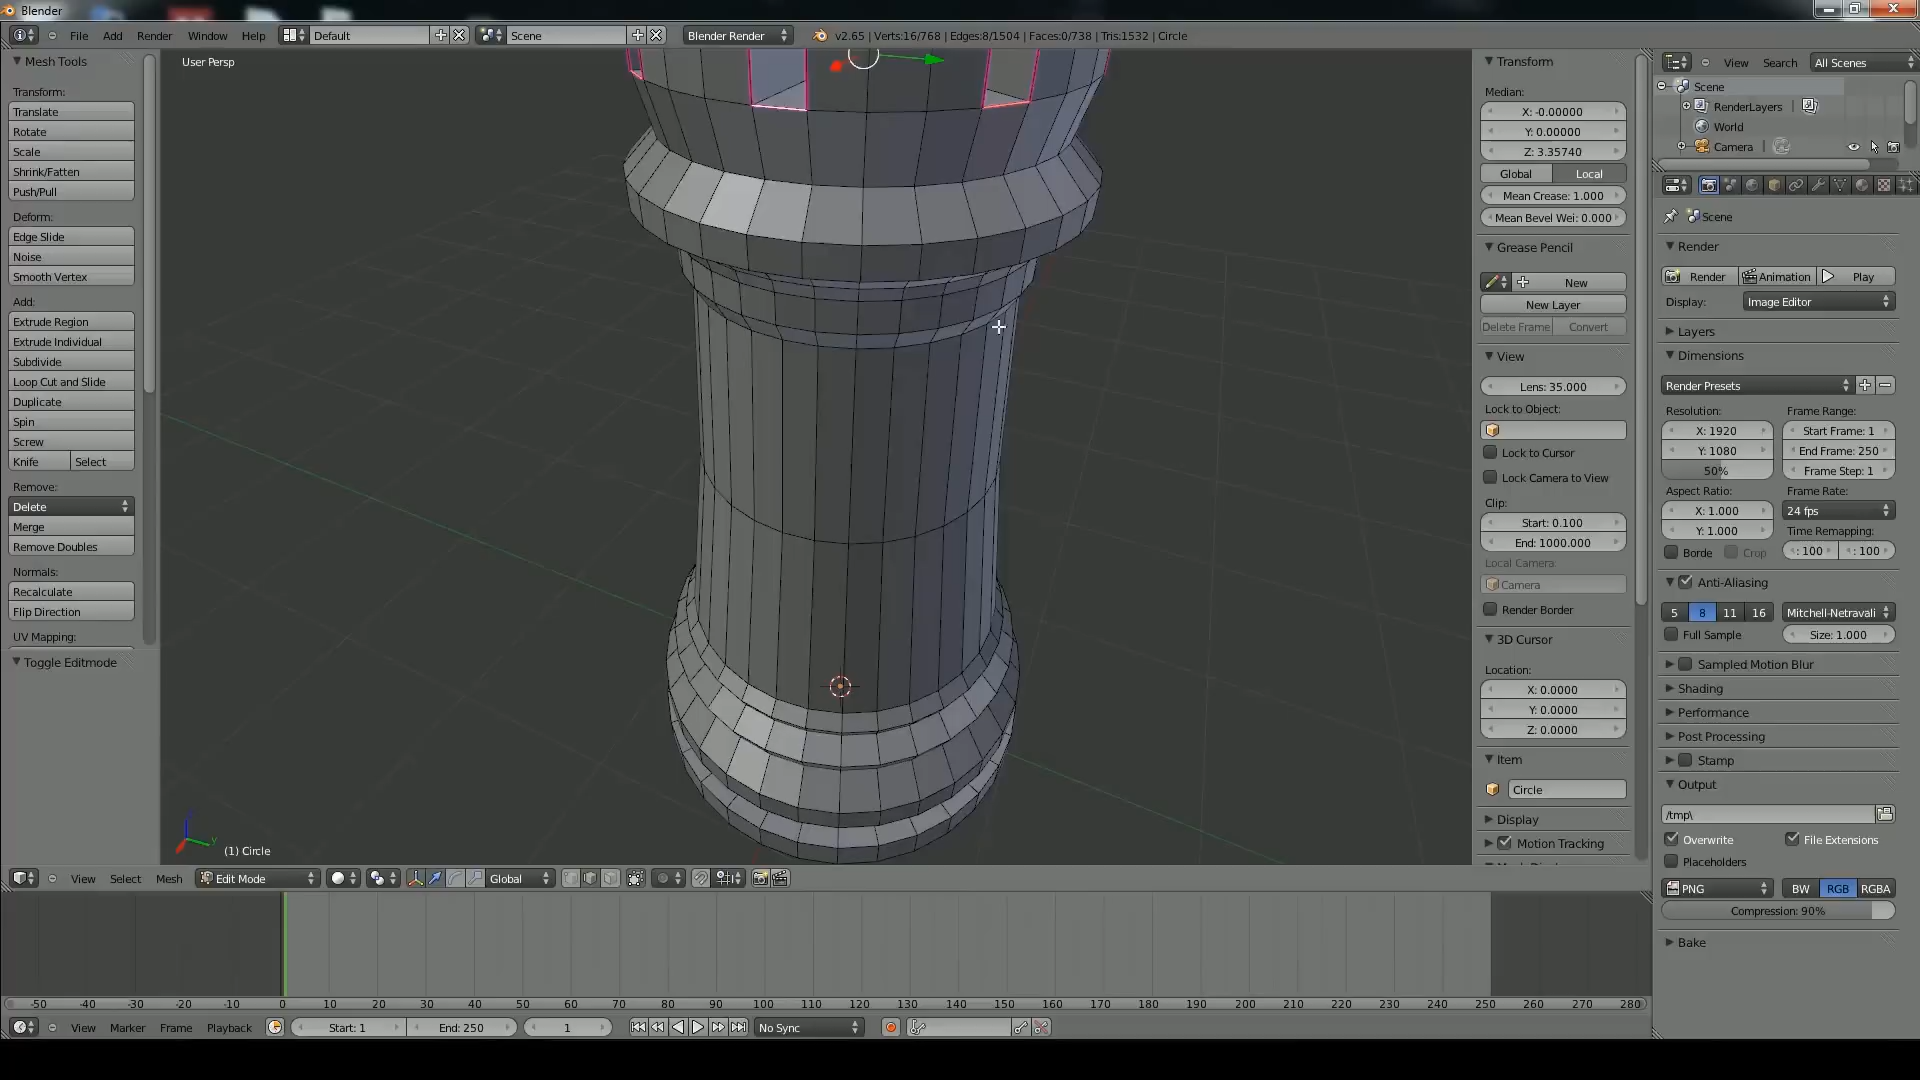 Blender
File Add Render Window Help Default Scene Blender Render v2.65 | Verts:16/768 | Edges:8/1504 | Faces:0/738 | Tris:1532 | Circle
Mesh Tools
Transform:
Translate
Rotate
Scale
Shrink/Fatten
Push/Pull
Deform:
Edge Slide
Noise
Smooth Vertex
Add:
Extrude Region
Extrude Individual
Subdivide
Loop Cut and Slide
Duplicate
Spin
Screw
Knife Select
Remove:
Delete
Merge
Remove Doubles
Normals:
Recalculate
Flip Direction
UV Mapping:
Toggle Editmode
User Persp
(1) Circle
Transform
Median:
X: -0.00000
Y: 0.00000
Z: 3.35740
Global Local
Mean Crease: 1.000
Mean Bevel Wei: 0.000
Grease Pencil
New
New Layer
Delete Frame Convert
View
Lens: 35.000
Lock to Object:
Lock to Cursor
Lock Camera to View
Clip:
Start: 0.100
End: 1000.000
Local Camera:
Camera
Render Border
3D Cursor
Location:
X: 0.0000
Y: 0.0000
Z: 0.0000
Item
Circle
Display
Motion Tracking
View Search All Scenes
Scene
RenderLayers
World
Camera
Scene
Render
Render Animation Play
Display: Image Editor
Layers
Dimensions
Render Presets
Resolution: Frame Range:
X: 1920 Start Frame: 1
Y: 1080 End Frame: 250
50% Frame Step: 1
Aspect Ratio: Frame Rate:
X: 1.000 24 fps
Y: 1.000 Time Remapping:
Borde Crop : 100 : 100
Anti-Aliasing
5 8 11 16 Mitchell-Netravali
Full Sample Size: 1.000
Sampled Motion Blur
Shading
Performance
Post Processing
Stamp
Output
/tmp\
Overwrite File Extensions
Placeholders
PNG BW RGB RGBA
Compression: 90%
Bake
View Select Mesh Edit Mode Global
-50 -40 -30 -20 -10 0 10 20 30 40 50 60 70 80 90 100 110 120 130 140 150 160 170 180 190 200 210 220 230 240 250 260 270 280
View Marker Frame Playback Start: 1 End: 250 1 No Sync